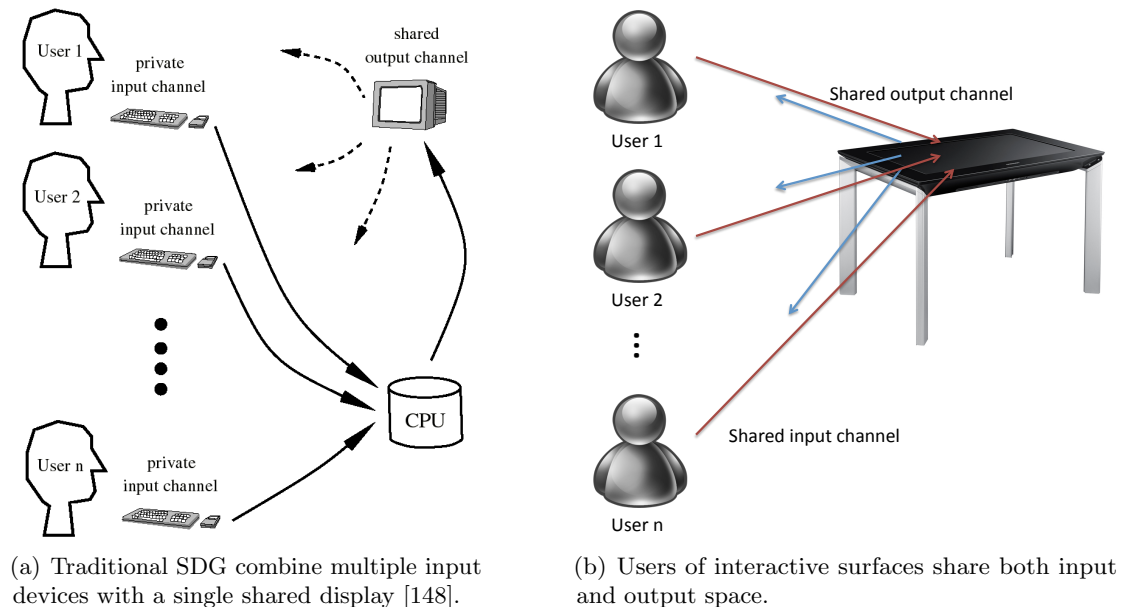 User 1
private
input channel
shared
output channel
User 2
private
input channel
CPU
User n
private
input channel
(a) Traditional SDG combine multiple input
devices with a single shared display [148].
User 1
Shared output channel
User 2
Shared input channel
User n
(b) Users of interactive surfaces share both input
and output space.